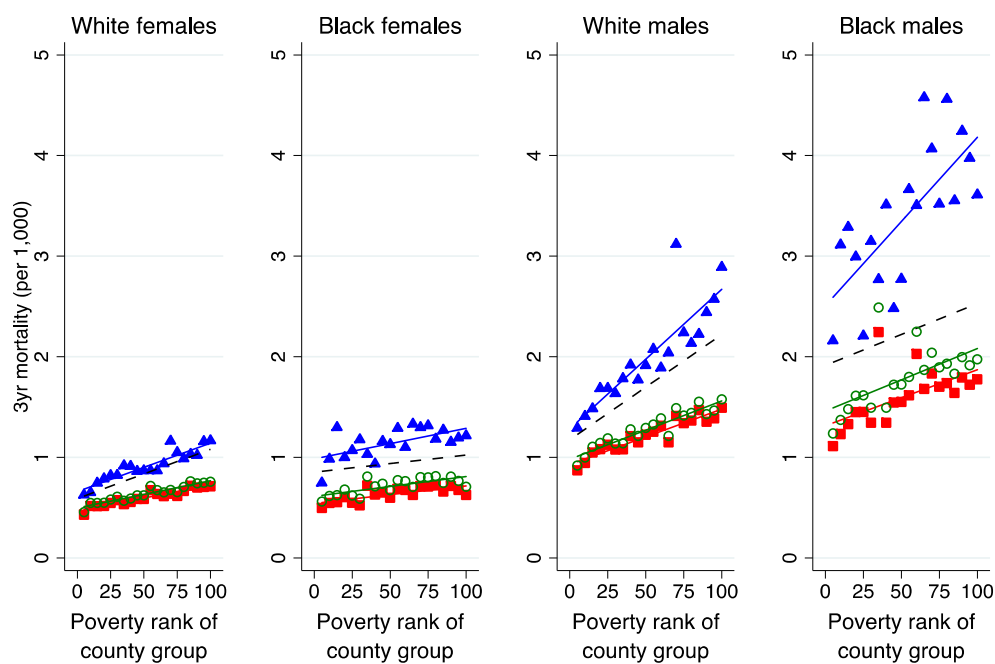 White females
Black females
White males
Black males
3yr mortality (per 1,000)
5
4
3
2
1
0
0 25 50 75 100
Poverty rank of
county group
5
4
3
2
1
0
0 25 50 75 100
Poverty rank of
county group
5
4
3
2
1
0
0 25 50 75 100
Poverty rank of
county group
5
4
3
2
1
0
0 25 50 75 100
Poverty rank of
county group